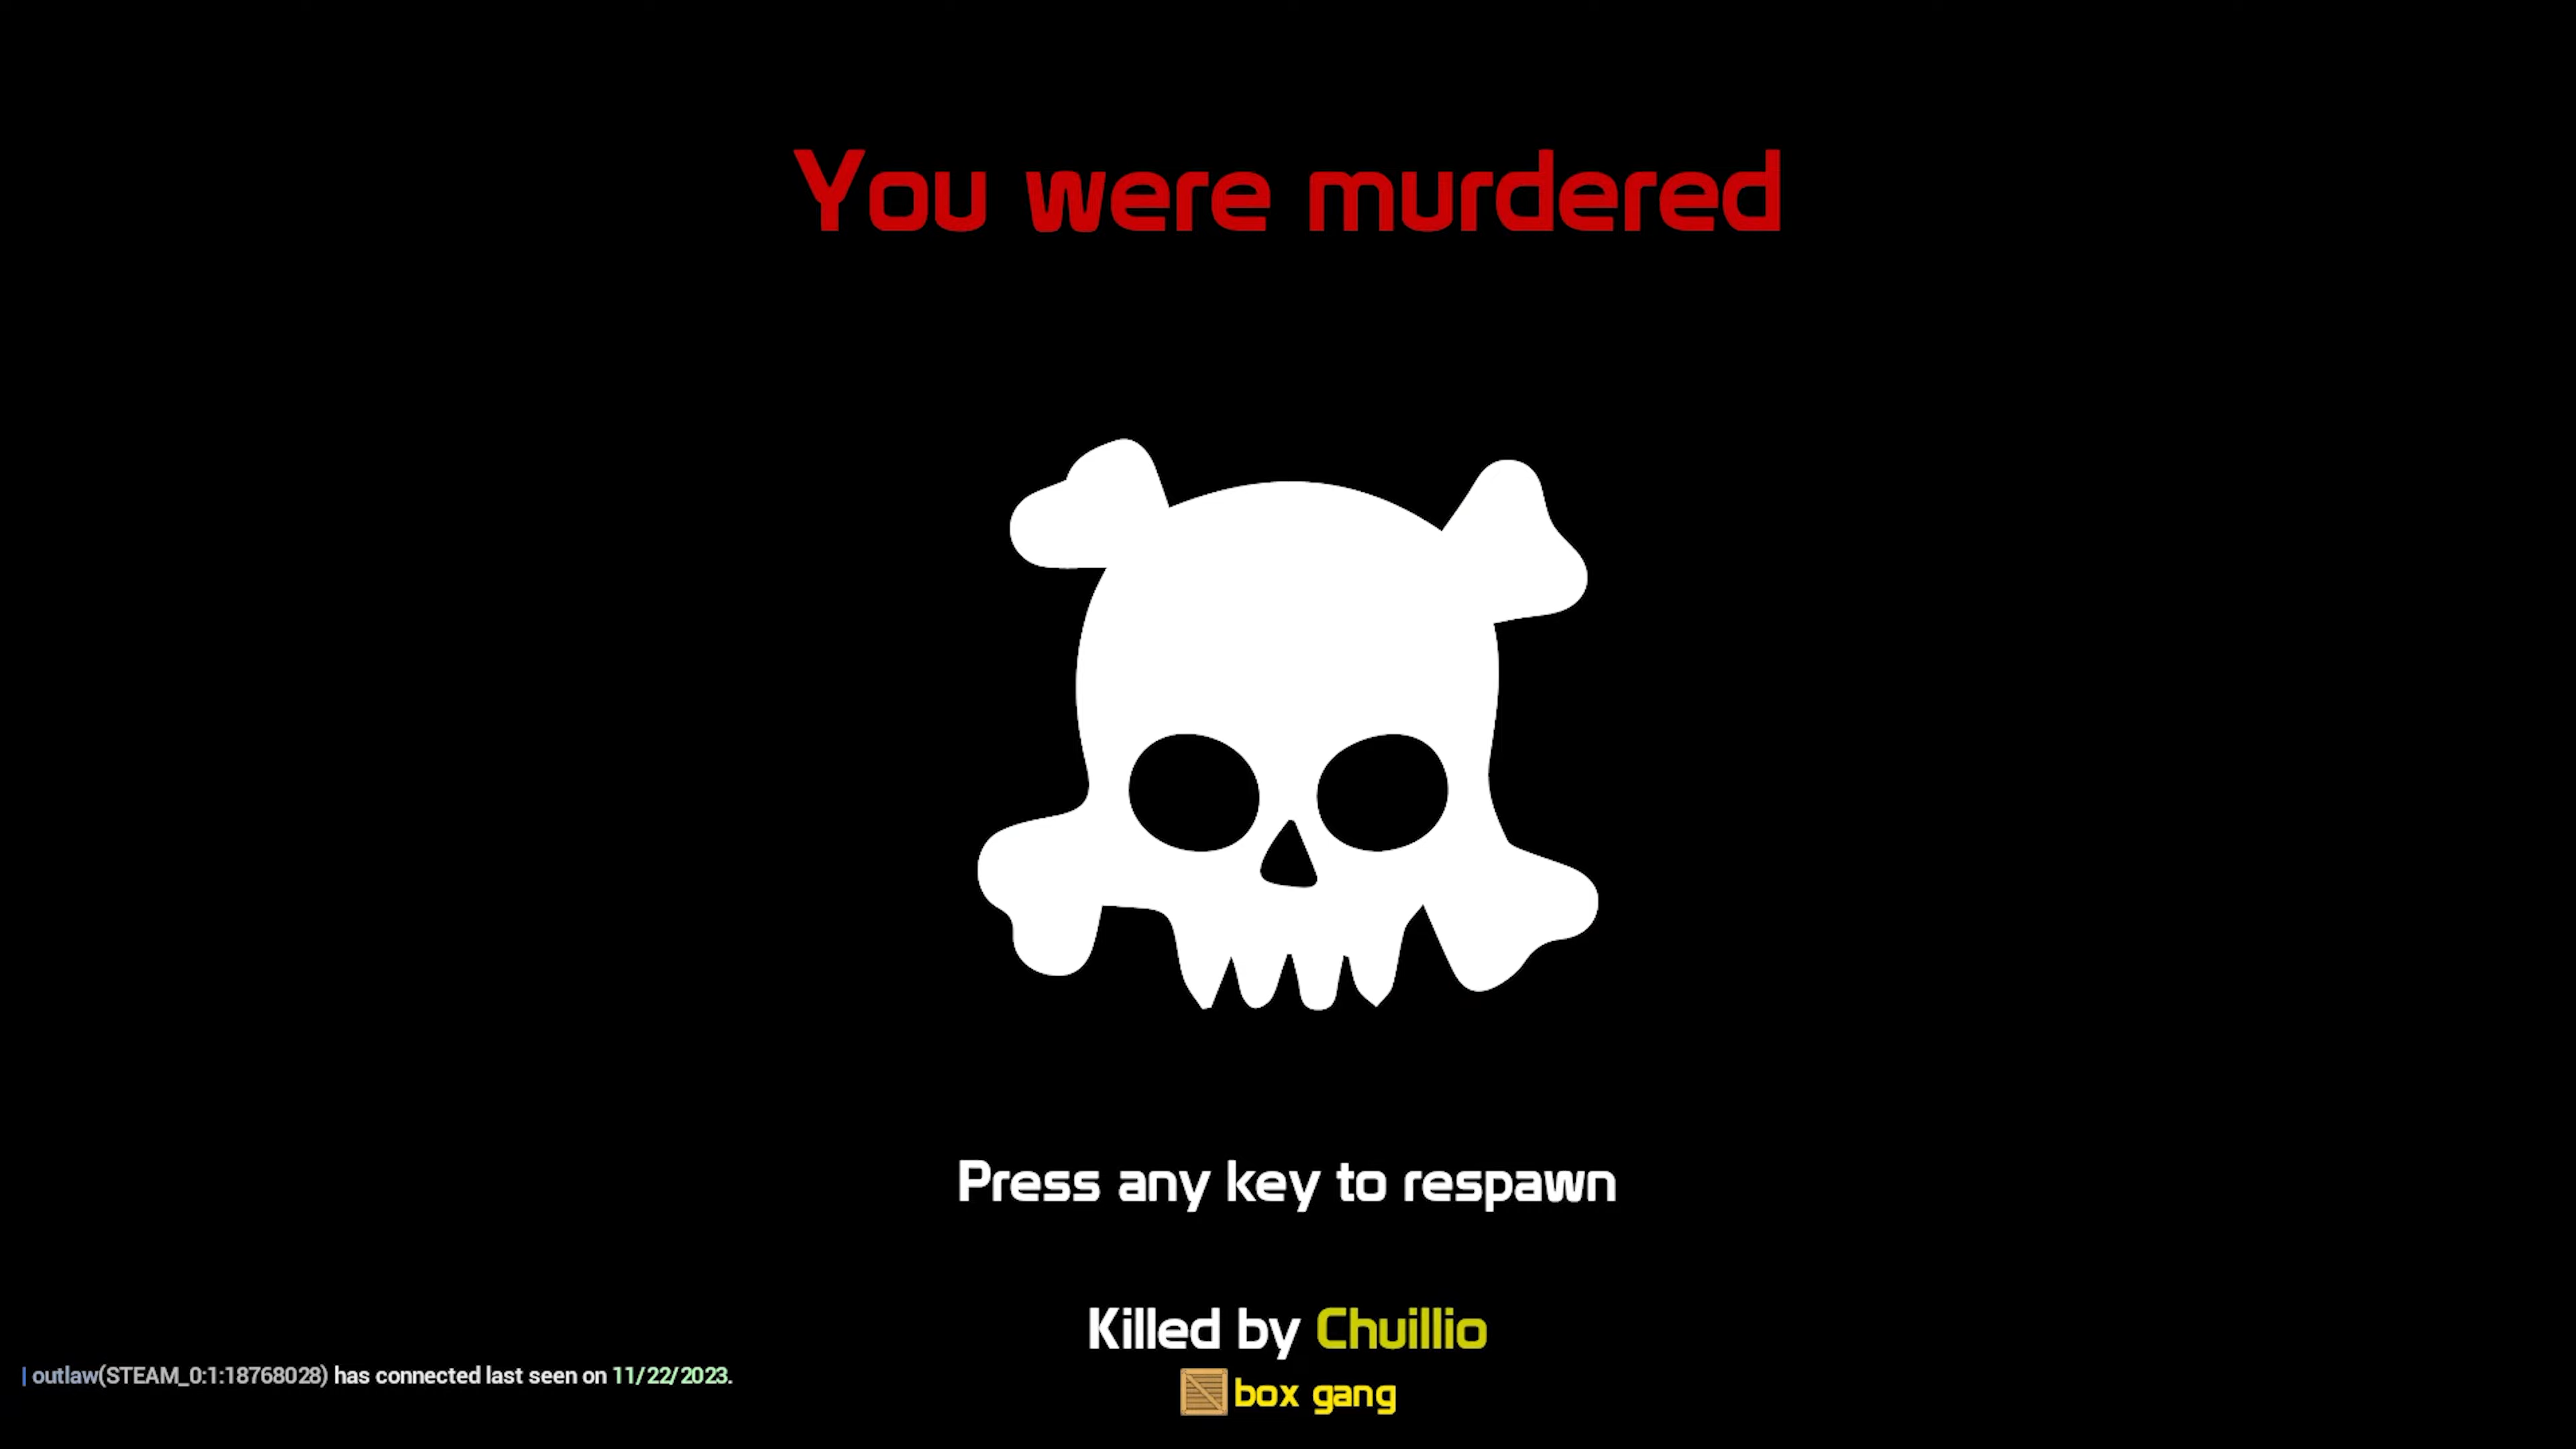 You were murdered
Press any key to respawn
Killed by Chuillio
box gang
| outlaw(STEAM_0:1:18768028) has connected last seen on 11/22/2023.